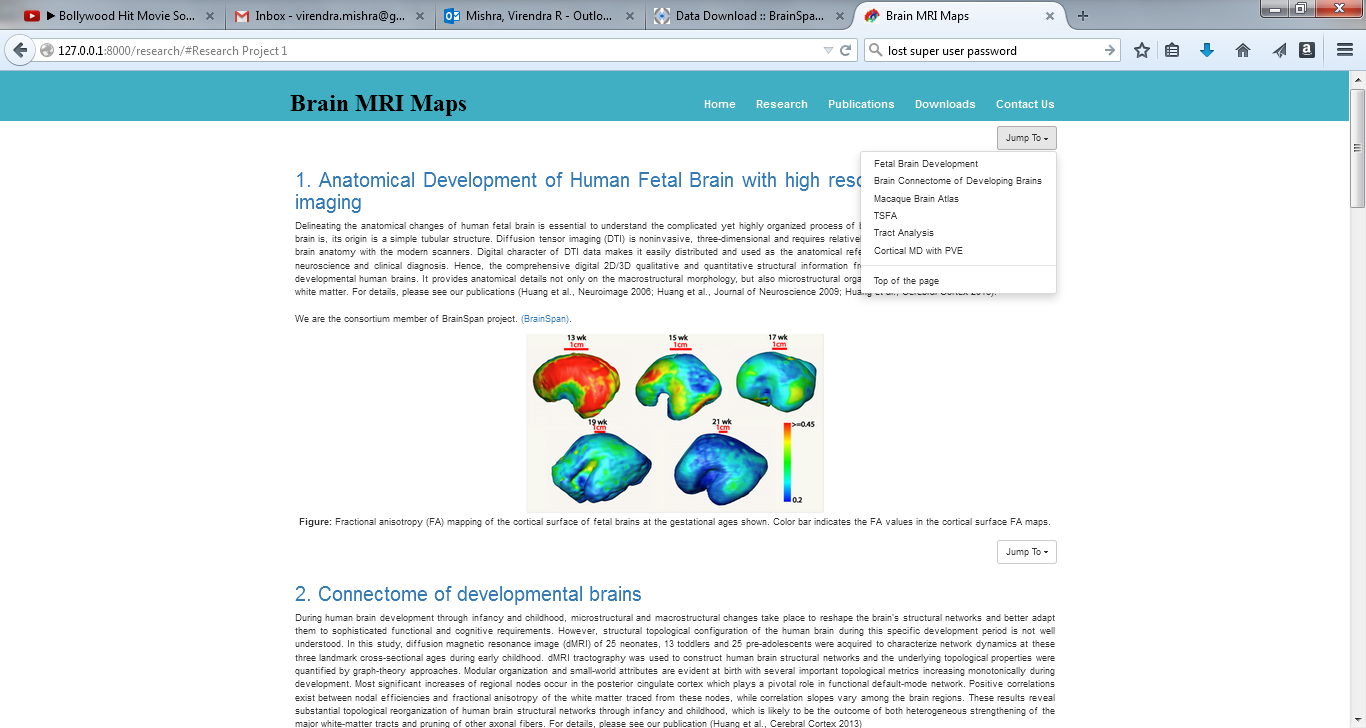 ▶ Bollywood Hit Movie So...
Inbox - virendra.mishra@g...
Mishra, Virendra R - Outlo...
Data Download :: BrainSpa...
Brain MRI Maps
127.0.0.1:8000/research/#Research Project 1
lost super user password
Brain MRI Maps
Home Research Publications Downloads Contact Us
Jump To
Fetal Brain Development
Brain Connectome of Developing Brains
Macaque Brain Atlas
TSFA
Tract Analysis
Cortical MD with PVE
Top of the page
1. Anatomical Development of Human Fetal Brain with high
imaging
Delineating the anatomical changes of human fetal brain is essential to understand the complicated yet highly organized process of
brain is, its origin is a simple tubular structure. Diffusion tensor imaging (DTI) is noninvasive, three-dimensional and requires
brain anatomy with the modern scanners. Digital character of DTI data makes it easily distributed and used as the anatomical
neuroscience and clinical diagnosis. Hence, the comprehensive digital 2D/3D qualitative and quantitative structural information
developmental human brains. It provides anatomical details not only on the macrostructural morphology, but also microstructural
white matter. For details, please see our publications (Huang et al., Neuroimage 2006; Huang et al., Journal of Neuroscience 2009;
We are the consortium member of BrainSpan project. (BrainSpan).
13 wk 15 wk 17 wk
1cm 1cm 1cm
19 wk 21 wk
1cm 1cm
>=0.45
0.2
Figure: Fractional anisotropy (FA) mapping of the cortical surface of fetal brains at the gestational ages shown. Color bar indicates the FA values in the cortical surface FA maps.
Jump To
2. Connectome of developmental brains
During human brain development through infancy and childhood, microstructural and macrostructural changes take place to reshape the brain's structural networks and better adapt
them to sophisticated functional and cognitive requirements. However, structural topological configuration of the human brain during this specific development period is not well
understood. In this study, diffusion magnetic resonance image (dMRI) of 25 neonates, 13 toddlers and 25 pre-adolescents were acquired to characterize network dynamics at these
three landmark cross-sectional ages during early childhood. dMRI tractography was used to construct human brain structural networks and the underlying topological properties were
quantified by graph-theory approaches. Modular organization and small-world attributes are evident at birth with several important topological metrics increasing monotonically during
development. Most significant increases of regional nodes occur in the posterior cingulate cortex which plays a pivotal role in functional default-mode network. Positive correlations
exist between nodal efficiencies and fractional anisotropy of the white matter traced from these nodes, while correlation slopes vary among the brain regions. These results reveal
substantial topological reorganization of human brain structural networks through infancy and childhood, which is likely to be the outcome of both heterogeneous strengthening of the
major white-matter tracts and pruning of other axonal fibers. For details, please see our publication (Huang et al., Cerebral Cortex 2013)